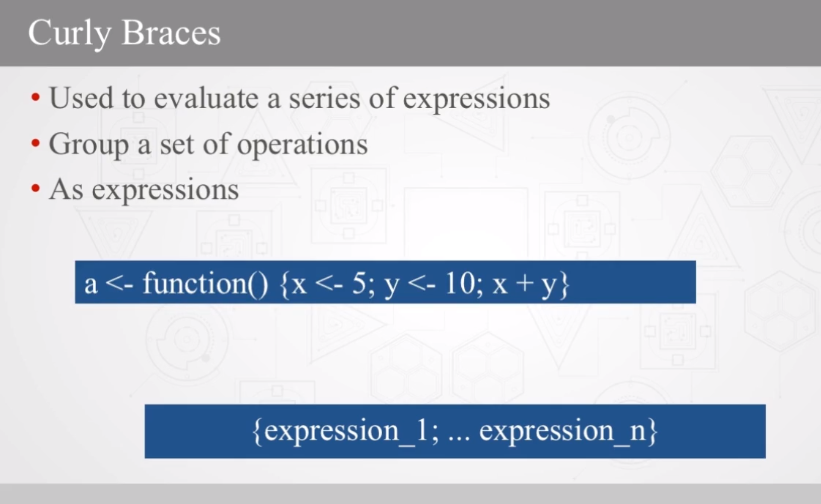 Curly Braces
• Used to evaluate a series of expressions
• Group a set of operations
• As expressions
a <- function() {x <- 5; y <- 10; x + y}
{expression_1; ... expression_n}